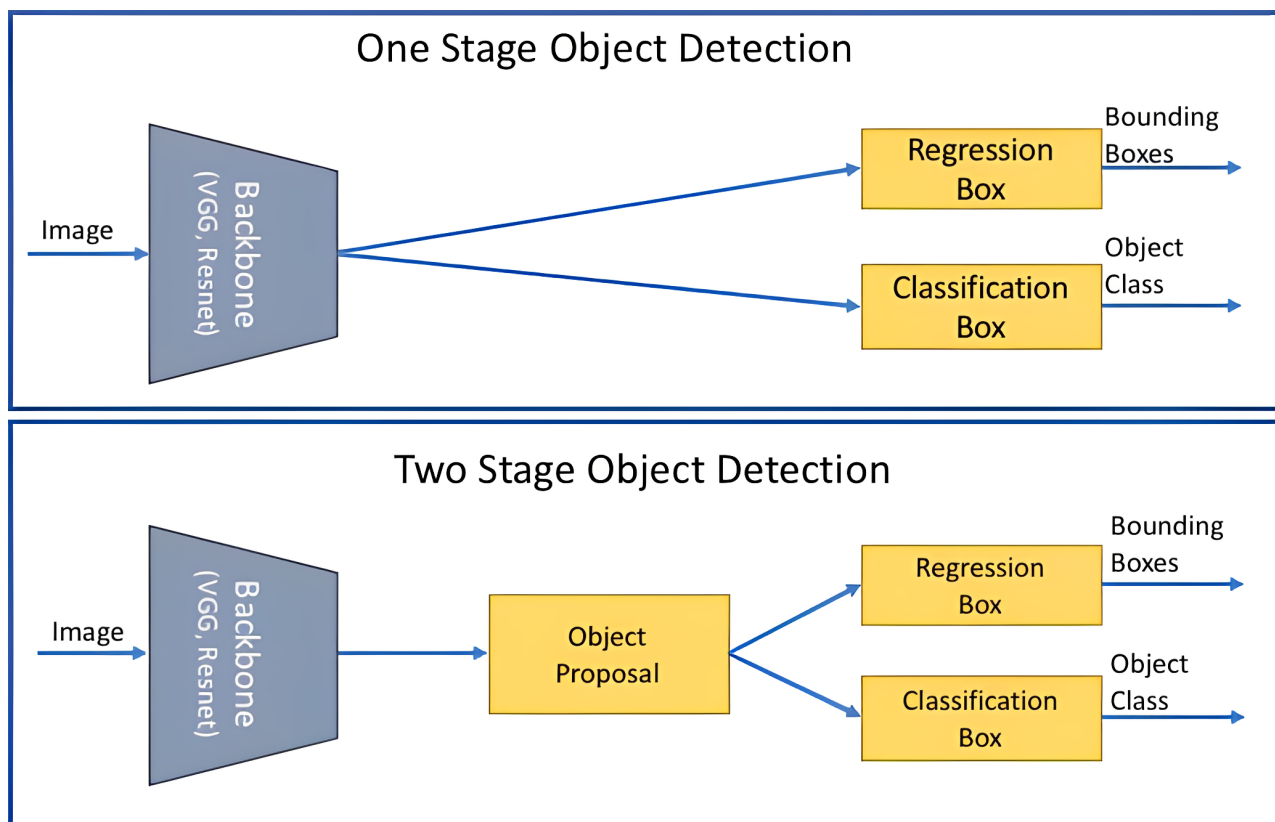 One Stage Object Detection
Image
Backbone
(VGG, Resnet)
Regression
Box
Bounding
Boxes
Classification
Box
Object
Class
Two Stage Object Detection
Image
Backbone
(VGG, Resnet)
Object
Proposal
Regression
Box
Bounding
Boxes
Classification
Box
Object
Class